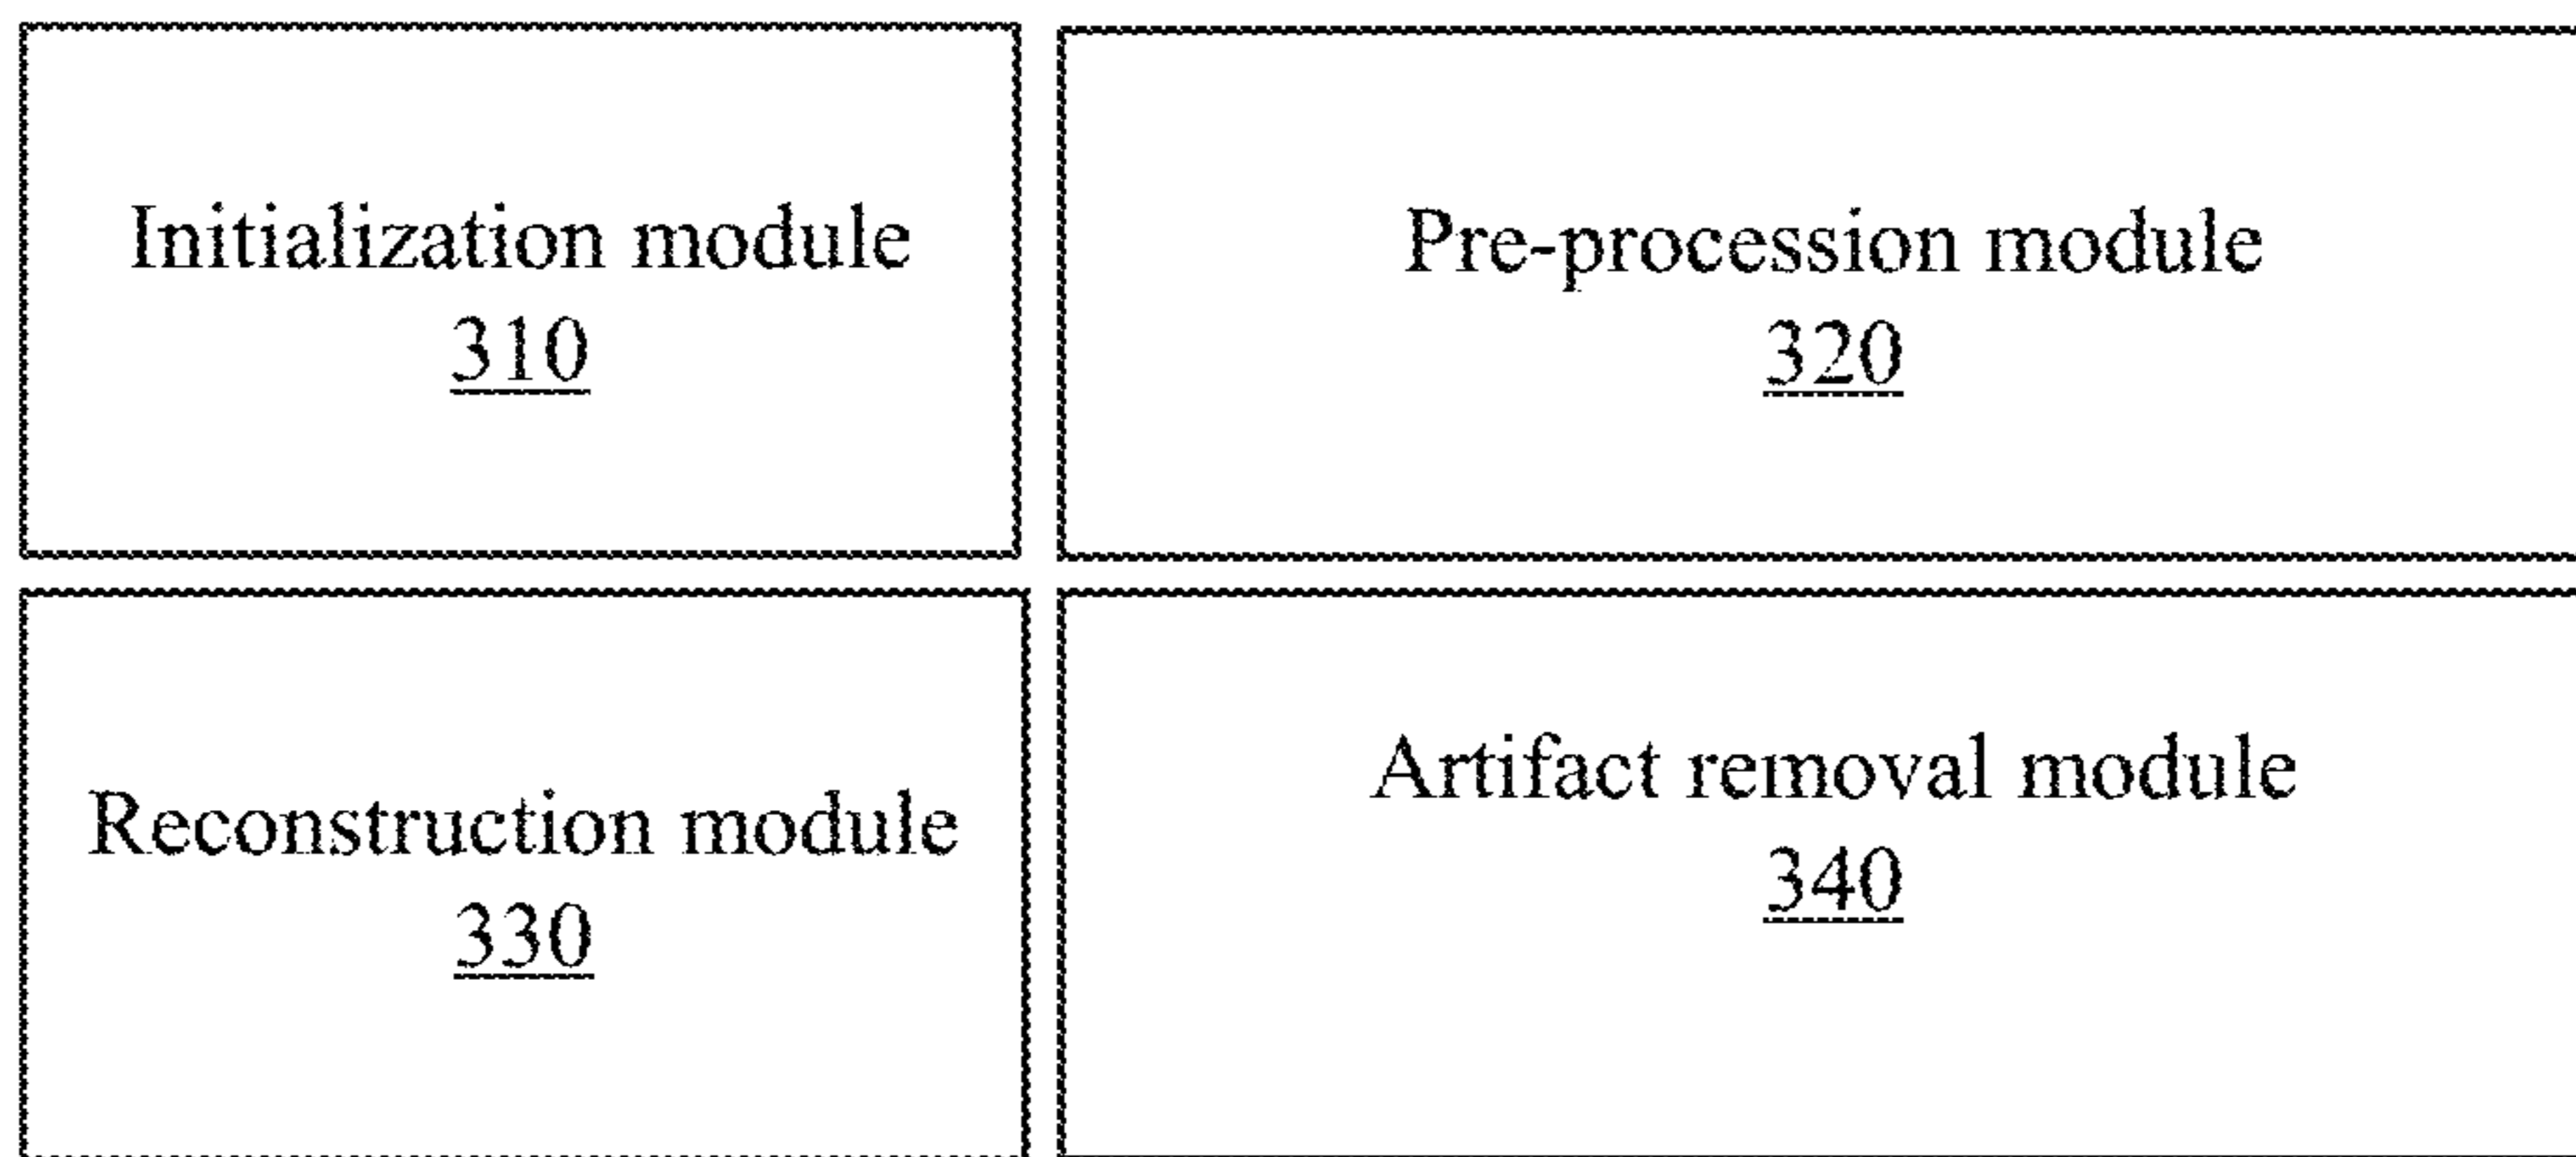 Initialization module
310
Pre-procession module
320
Reconstruction module
330
Artifact removal module
340